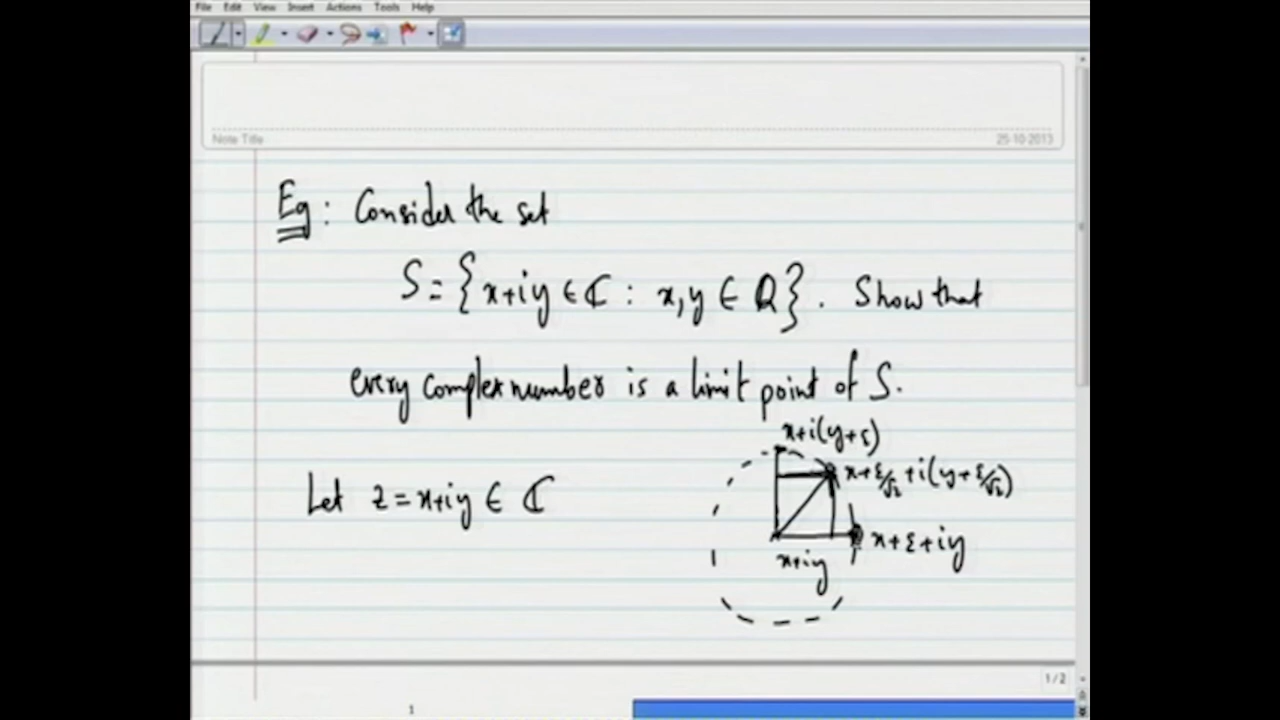 File Edit View Insert Actions Tools Help
Note Title
25-10-2013
Eg: Consider the set
S = {x+iy ∈ ℂ : x,y ∈ ℚ}. Show that
every complex number is a limit point of S.
x+i(y+ε)
x+ε/√2 +i(y+ε/√2)
Let z = x+iy ∈ ℂ
x+ε+iy
x+iy
1/2
1